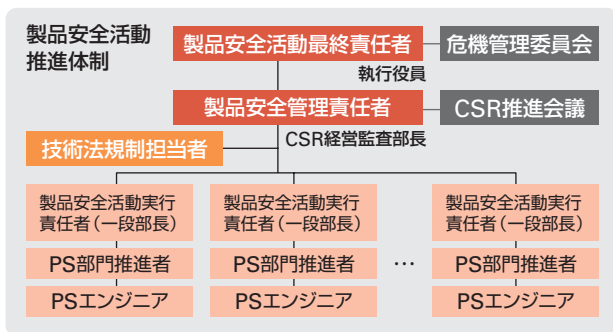 製品安全活動
推進体制
製品安全活動最終責任者
危機管理委員会
執行役員
製品安全管理責任者
CSR推進会議
CSR経営監査部長
技術法規制担当者
製品安全活動実行
責任者（一段部長）
製品安全活動実行
責任者（一段部長）
製品安全活動実行
責任者（一段部長）
PS部門推進者
PS部門推進者
…
PS部門推進者
PSエンジニア
PSエンジニア
PSエンジニア